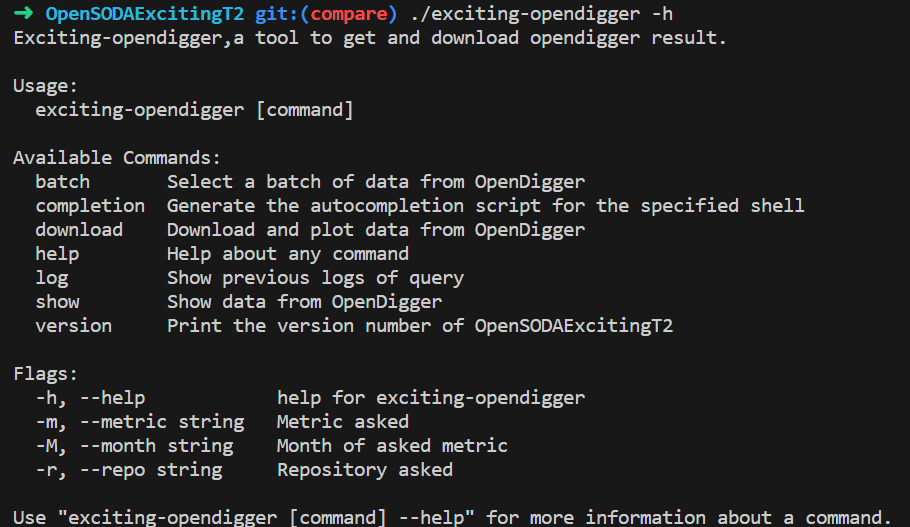 ➜ OpenSODAExcitingT2 git:(compare) ./exciting-opendigger -h
Exciting-opendigger,a tool to get and download opendigger result.
Usage:
exciting-opendigger [command]
Available Commands:
batch Select a batch of data from OpenDigger
completion Generate the autocompletion script for the specified shell
download Download and plot data from OpenDigger
help Help about any command
log Show previous logs of query
show Show data from OpenDigger
version Print the version number of OpenSODAExcitingT2
Flags:
-h, --help help for exciting-opendigger
-m, --metric string Metric asked
-M, --month string Month of asked metric
-r, --repo string Repository asked
Use "exciting-opendigger [command] --help" for more information about a command.